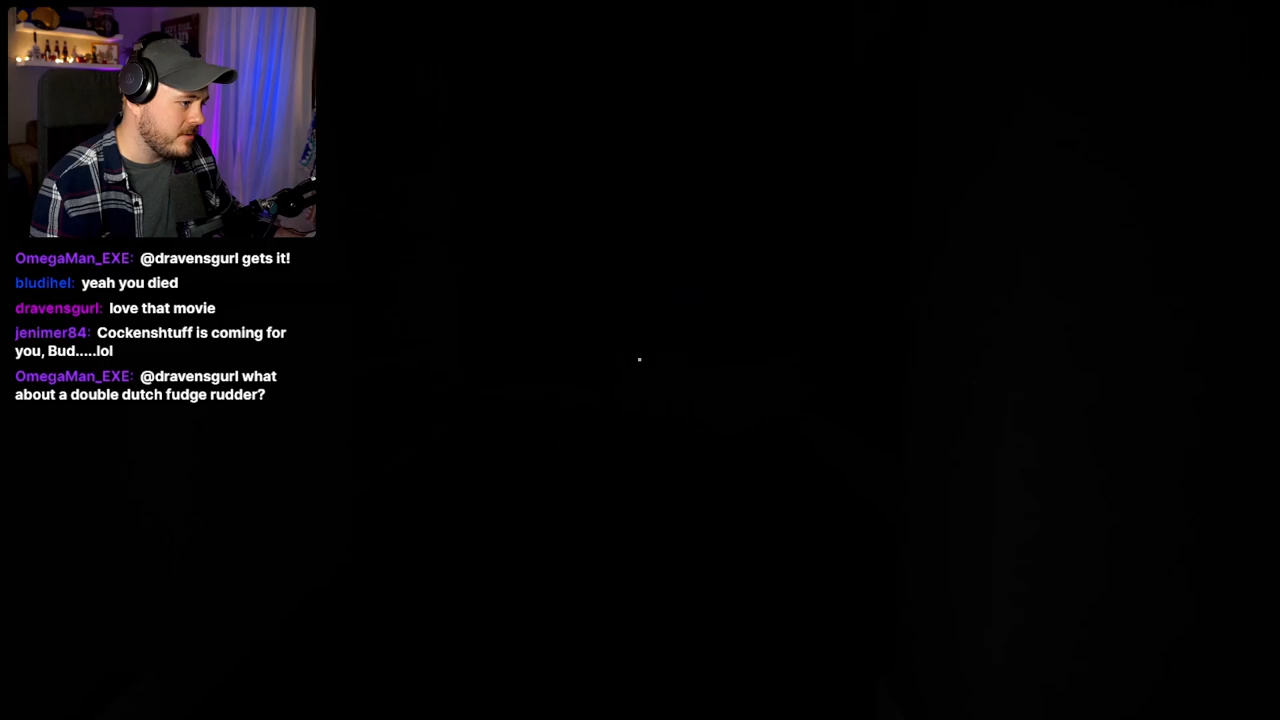 OmegaMan_EXE: @dravensgurl gets it!
bludihel: yeah you died
dravensgurl: love that movie
jenimer84: Cockenshtuff is coming for
you, Bud.....lol
OmegaMan_EXE: @dravensgurl what
about a double dutch fudge rudder?